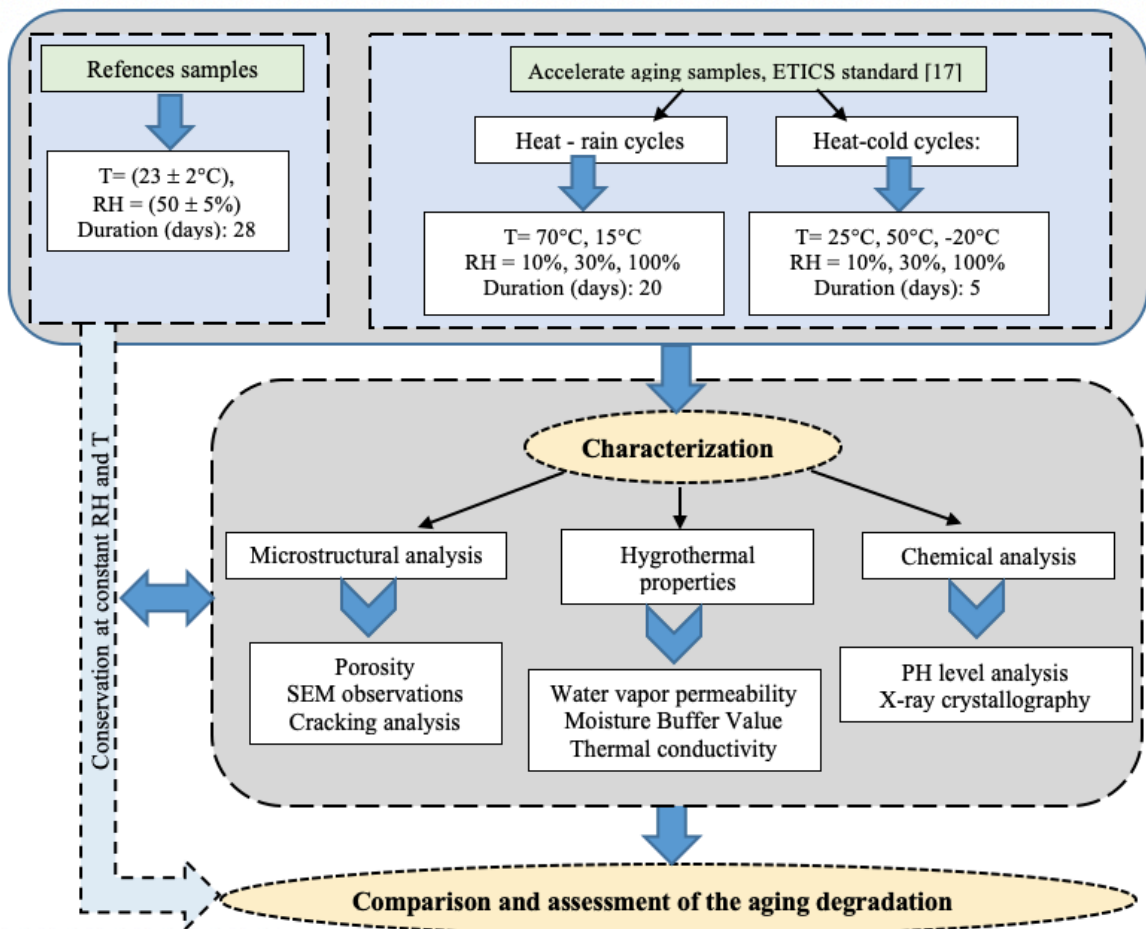 Refences samples
T= (23 ± 2°C),
RH = (50 ± 5%)
Duration (days): 28
Accelerate aging samples, ETICS standard [17]
Heat - rain cycles
T= 70°C, 15°C
RH = 10%, 30%, 100%
Duration (days): 20
Heat-cold cycles:
T= 25°C, 50°C, -20°C
RH = 10%, 30%, 100%
Duration (days): 5
Conservation at constant RH and T
Characterization
Microstructural analysis
Porosity
SEM observations
Cracking analysis
Hygrothermal
properties
Water vapor permeability
Moisture Buffer Value
Thermal conductivity
Chemical analysis
PH level analysis
X-ray crystallography
Comparison and assessment of the aging degradation